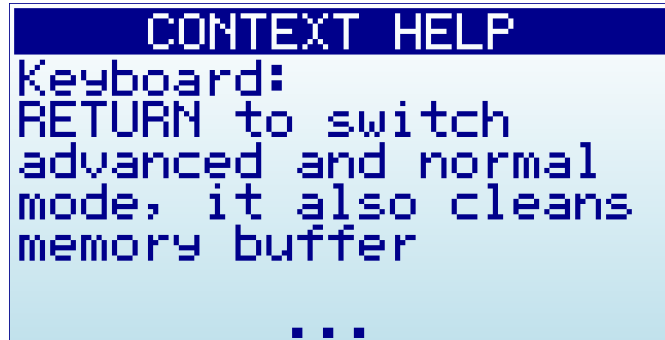 CONTEXT HELP
Keyboard:
RETURN to switch
advanced and normal
mode, it also cleans
memory buffer
...